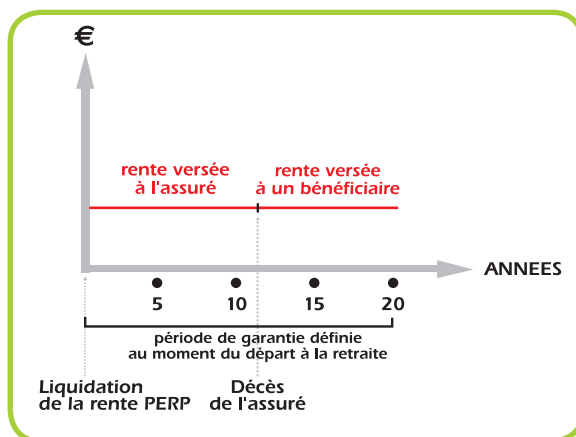 €
rente versée
à l'assuré
rente versée
à un bénéficiaire
ANNEES
5 10 15 20
période de garantie définie
au moment du départ à la retraite
Liquidation
de la rente PERP
Décès
de l'assuré